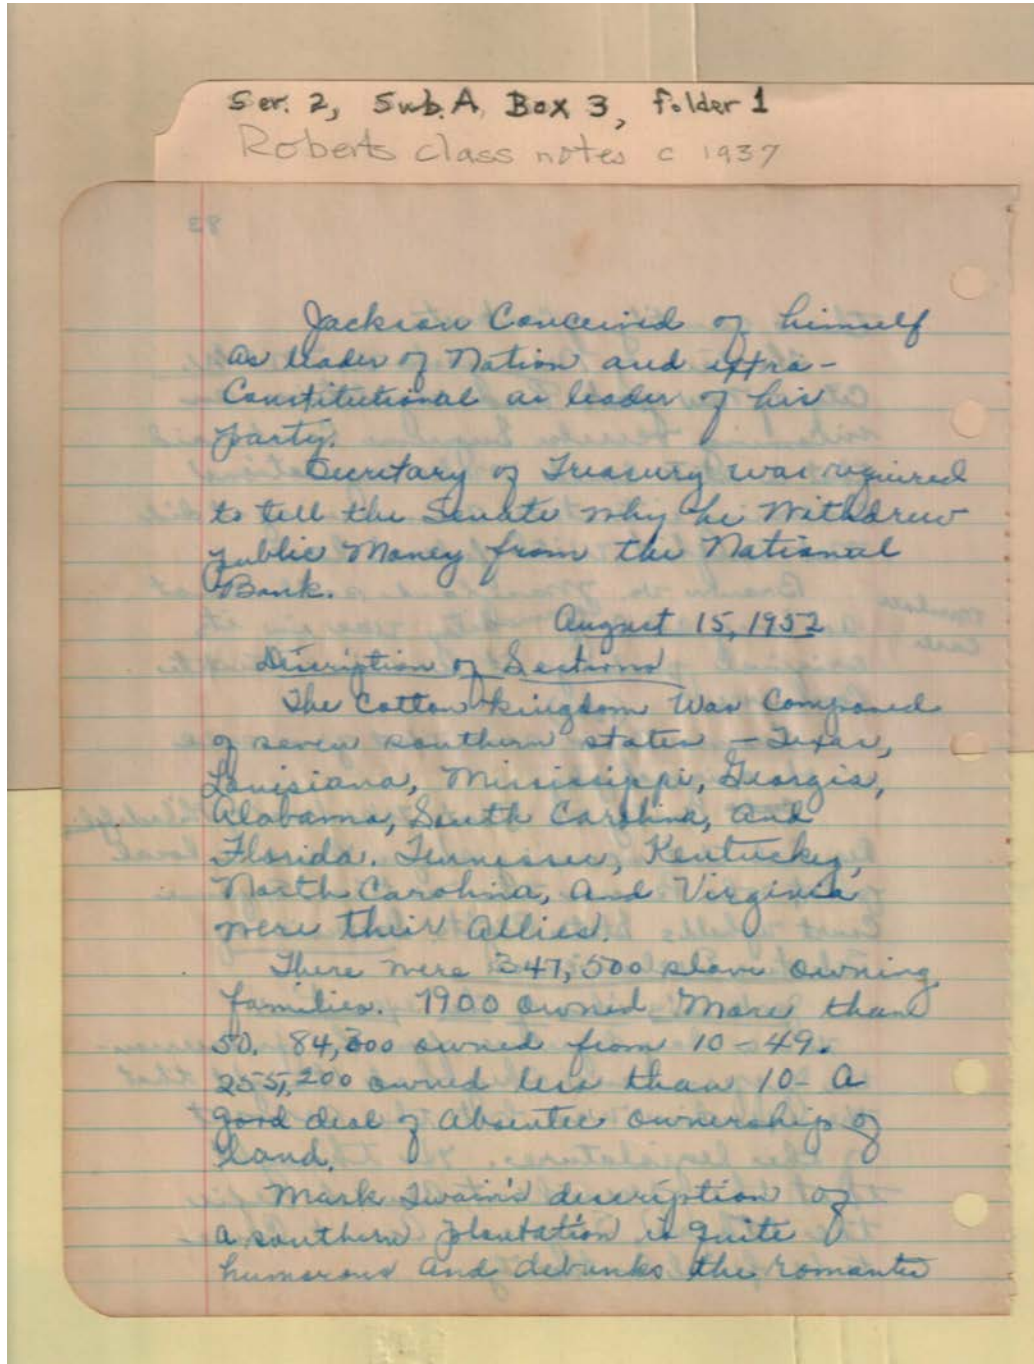 Ser. 2, Sub. A, Box 3, folder 1
Roberts class notes c 1937
83
Jackson Conceived of himself
as leader of Nation and extra-
Constitutional as leader of his
party.
Secretary of Treasury was required
to tell the Senate why he Withdrew
public Money from the National
Bank.
August 15, 1952
Description of Sections
The Cotton kingdom Was Composed
of seven southern states - Texas,
Louisiana, Mississippi, Georgia,
Alabama, South Carolina, and
Florida. Tennessee, Kentucky,
North Carolina, and Virginia
were their allies.
There were 347,500 slave owning
families. 1900 owned More than
50. 84,300 owned from 10-49.
255,200 owned less than 10- A
good deal of absentee ownership of
land.
Mark Twain's description of
a southern plantation is quite
humorous and debunks the romantic